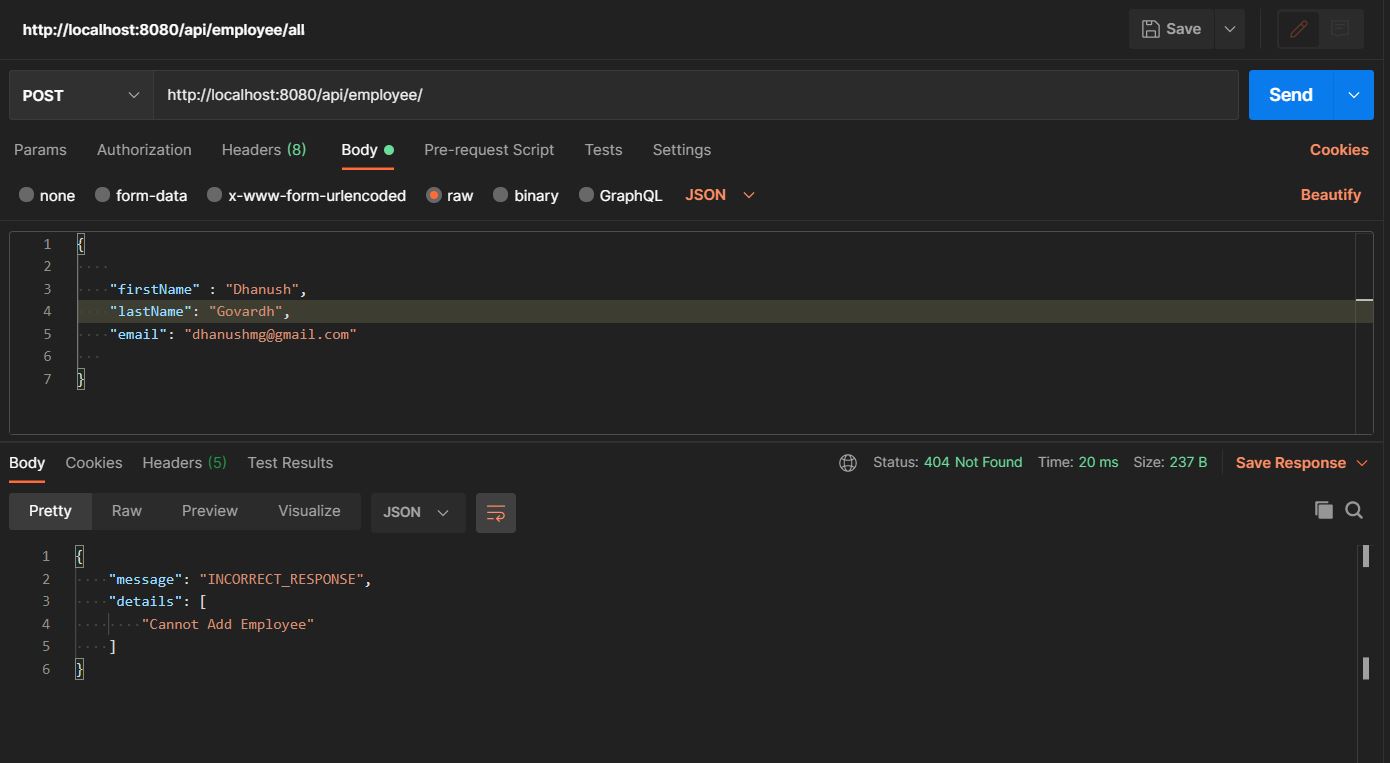 http://localhost:8080/api/employee/all Save
POST http://localhost:8080/api/employee/ Send
Params Authorization Headers (8) Body Pre-request Script Tests Settings Cookies
none form-data x-www-form-urlencoded raw binary GraphQL JSON Beautify
1 {
2
3 "firstName" : "Dhanush",
4 "lastName": "Govardh",
5 "email": "dhanushmg@gmail.com"
6
7 }
Body Cookies Headers (5) Test Results Status: 404 Not Found Time: 20 ms Size: 237 B Save Response
Pretty Raw Preview Visualize JSON
1 {
2 "message": "INCORRECT_RESPONSE",
3 "details": [
4 "Cannot Add Employee"
5 ]
6 }